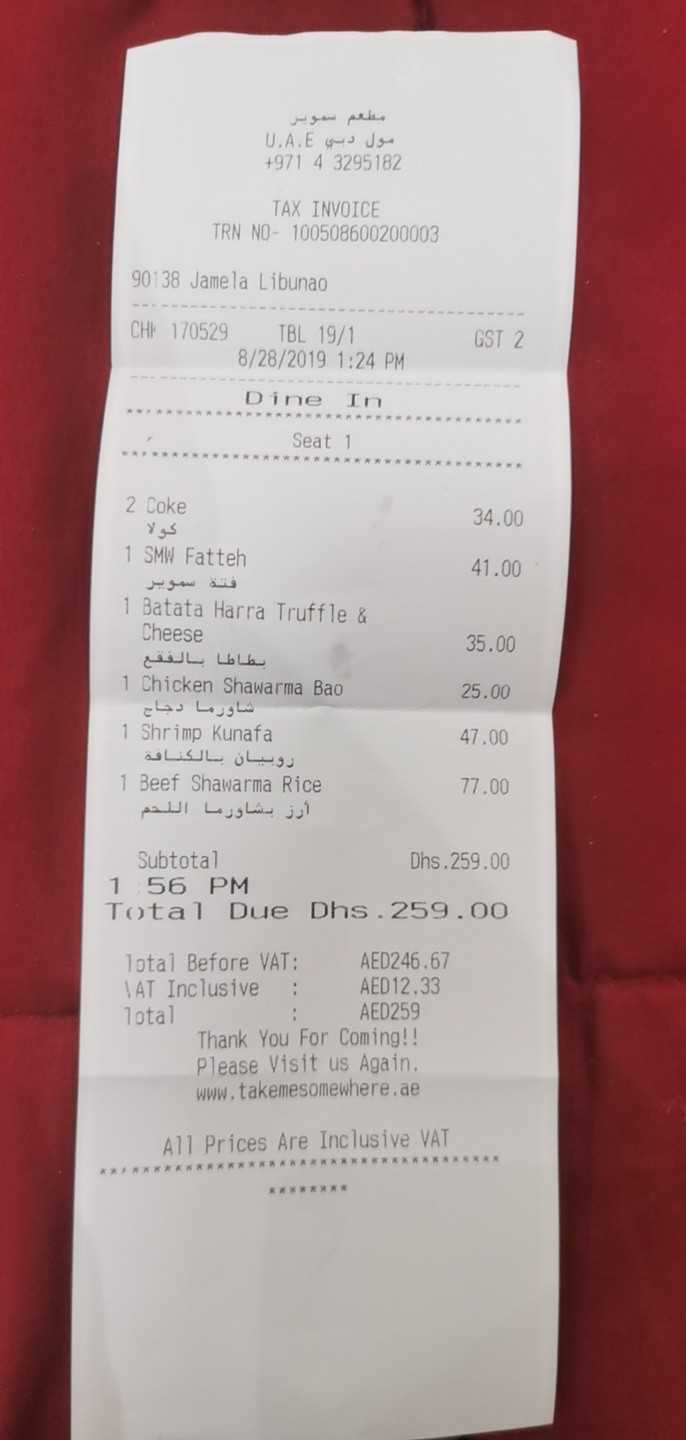 مطعم سموير
مول دبي U.A.E
+971 4 3295182
TAX INVOICE
TRN NO- 100508600200003
90138 Jamela Libunao
CHK 170529 TBL 19/1 GST 2
8/28/2019 1:24 PM
Dine In
Seat 1
2 Coke 34.00
كولا
1 SMW Fatteh 41.00
فتة سموير
1 Batata Harra Truffle &
Cheese 35.00
بطاطا بالفقع
1 Chicken Shawarma Bao 25.00
شاورما دجاج
1 Shrimp Kunafa 47.00
روبيان بالكنافة
1 Beef Shawarma Rice 77.00
أرز بشاورما اللحم
Subtotal Dhs.259.00
1:56 PM
Total Due Dhs.259.00
Total Before VAT: AED246.67
VAT Inclusive : AED12.33
Total : AED259
Thank You For Coming!!
Please Visit us Again.
www.takemesomewhere.ae
All Prices Are Inclusive VAT